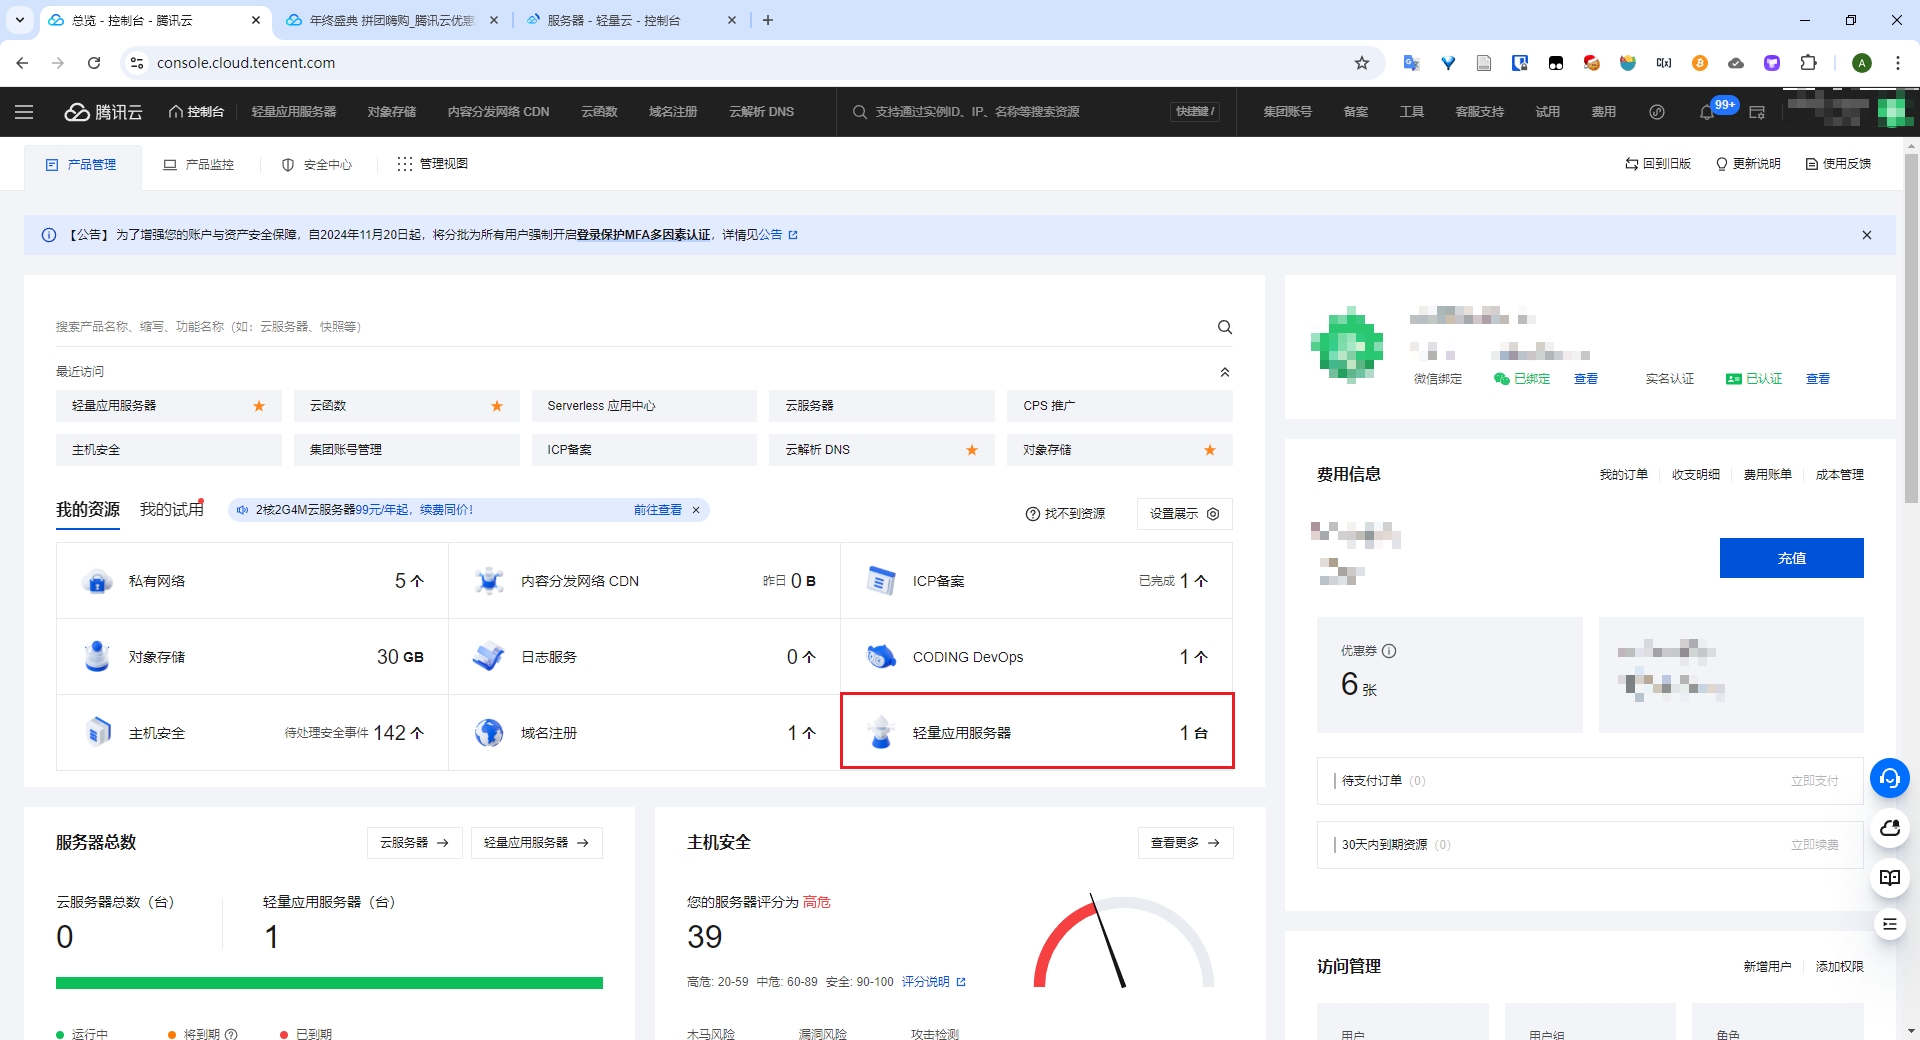 总览 - 控制台 - 腾讯云
年终盛典 拼团嗨购_腾讯云优惠
服务器 - 轻量云 - 控制台
console.cloud.tencent.com
腾讯云
控制台
轻量应用服务器
对象存储
内容分发网络 CDN
云函数
域名注册
云解析 DNS
支持通过实例ID、IP、名称等搜索资源
快捷键 /
集团账号
备案
工具
客服支持
试用
费用
99+
产品管理
产品监控
安全中心
管理视图
回到旧版
更新说明
使用反馈
【公告】 为了增强您的账户与资产安全保障，自2024年11月20日起，将分批为所有用户强制开启登录保护MFA多因素认证，详情见公告
搜索产品名称、缩写、功能名称（如：云服务器、快照等）
最近访问
轻量应用服务器
云函数
Serverless 应用中心
云服务器
CPS 推广
主机安全
集团账号管理
ICP备案
云解析 DNS
对象存储
微信绑定
已绑定
查看
实名认证
已认证
查看
我的资源
我的试用
2核2G4M云服务器99元/年起，续费同价！
前往查看
找不到资源
设置展示
私有网络
5 个
内容分发网络 CDN
昨日 0 B
ICP备案
已完成 1 个
对象存储
30 GB
日志服务
0 个
CODING DevOps
1 个
主机安全
待处理安全事件 142 个
域名注册
1 个
轻量应用服务器
1 台
费用信息
我的订单
收支明细
费用账单
成本管理
充值
优惠券
6 张
待支付订单（0）
立即支付
30天内到期资源（0）
立即续费
服务器总数
云服务器 →
轻量应用服务器 →
云服务器总数（台）
0
轻量应用服务器（台）
1
运行中
将到期
已到期
主机安全
查看更多 →
您的服务器评分为 高危
39
高危: 20-59 中危: 60-89 安全: 90-100 评分说明
木马风险
漏洞风险
攻击检测
访问管理
新增用户
添加权限
用户
用户组
角色